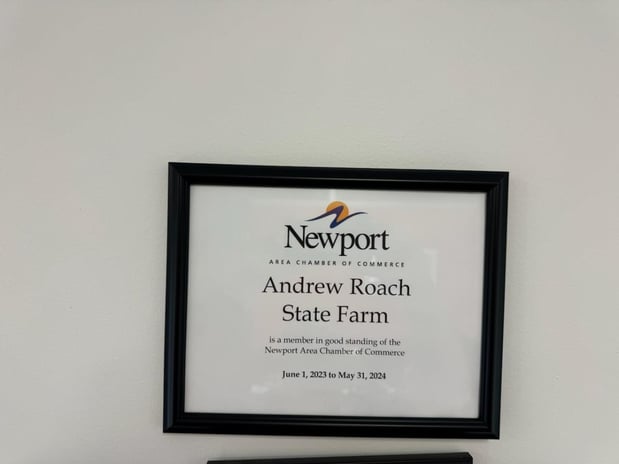 Newport
AREA CHAMBER OF COMMERCE
Andrew Roach
State Farm
is a member in good standing of the
Newport Area Chamber of Commerce
June 1, 2023 to May 31, 2024